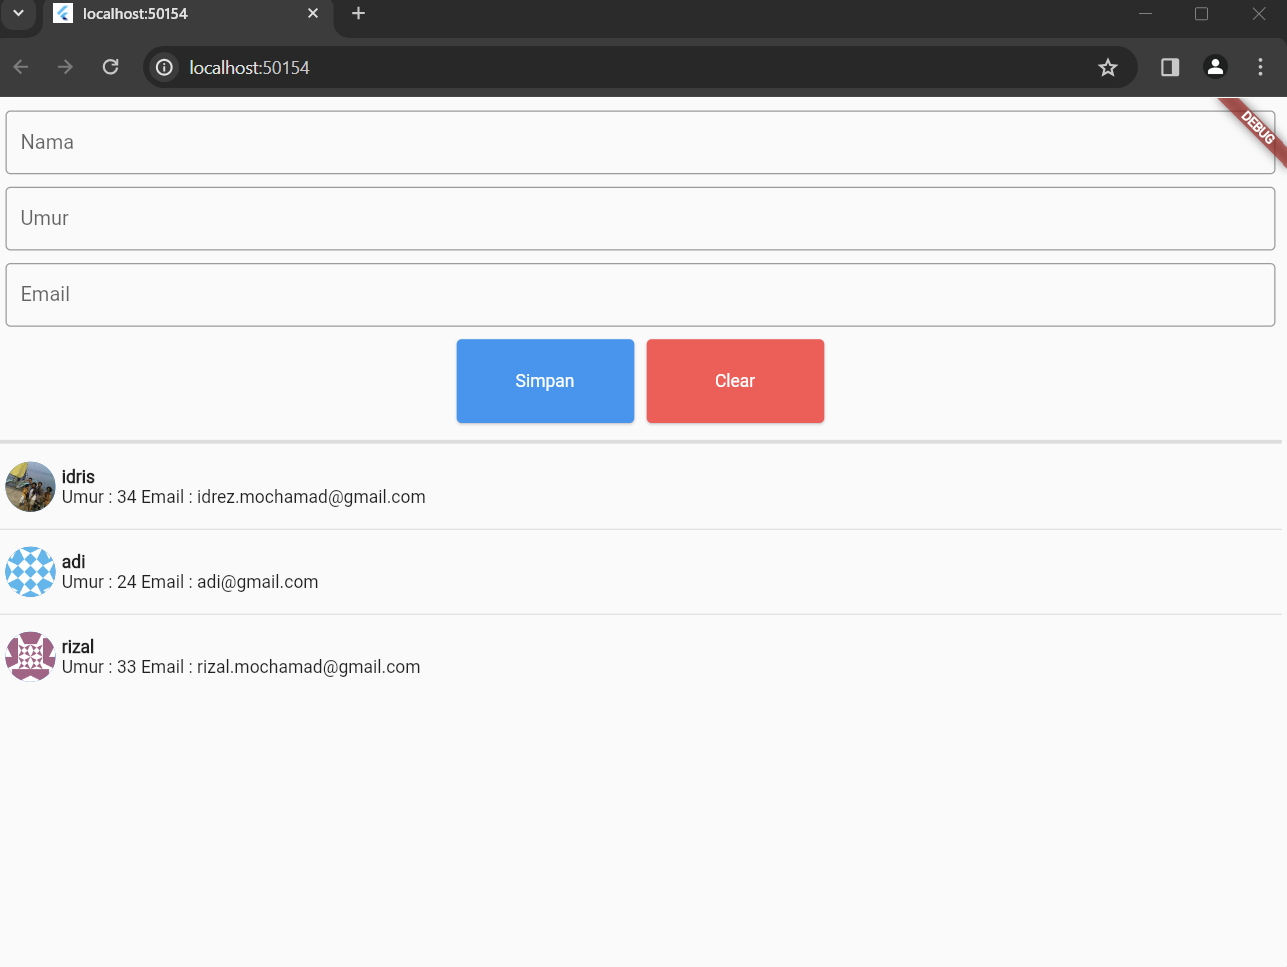 localhost:50154
localhost:50154
DEBUG
Nama
Umur
Email
Simpan
Clear
idris
Umur : 34 Email : idrez.mochamad@gmail.com
adi
Umur : 24 Email : adi@gmail.com
rizal
Umur : 33 Email : rizal.mochamad@gmail.com